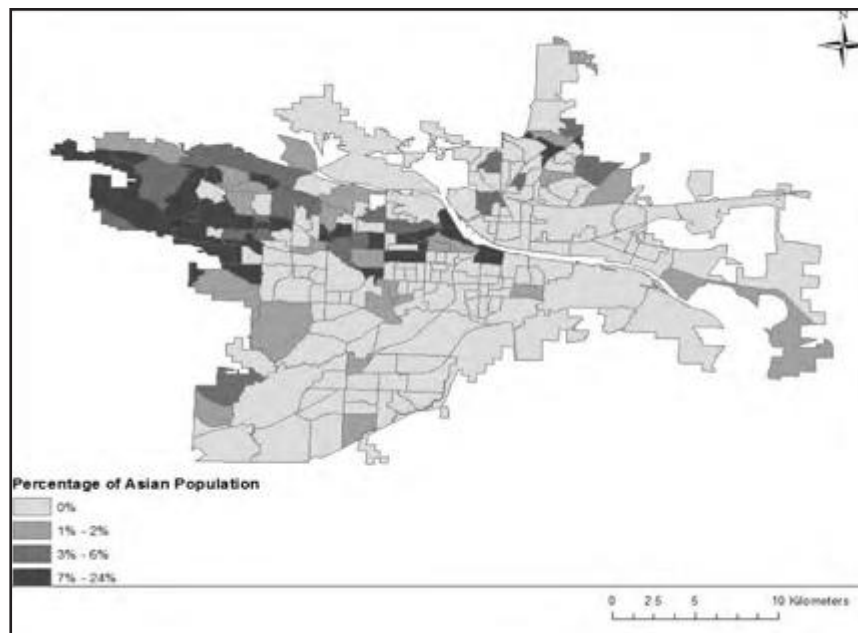 N
Percentage of Asian Population
0%
1% - 2%
3% - 6%
7% - 24%
0 2.5 5 10 Kilometers